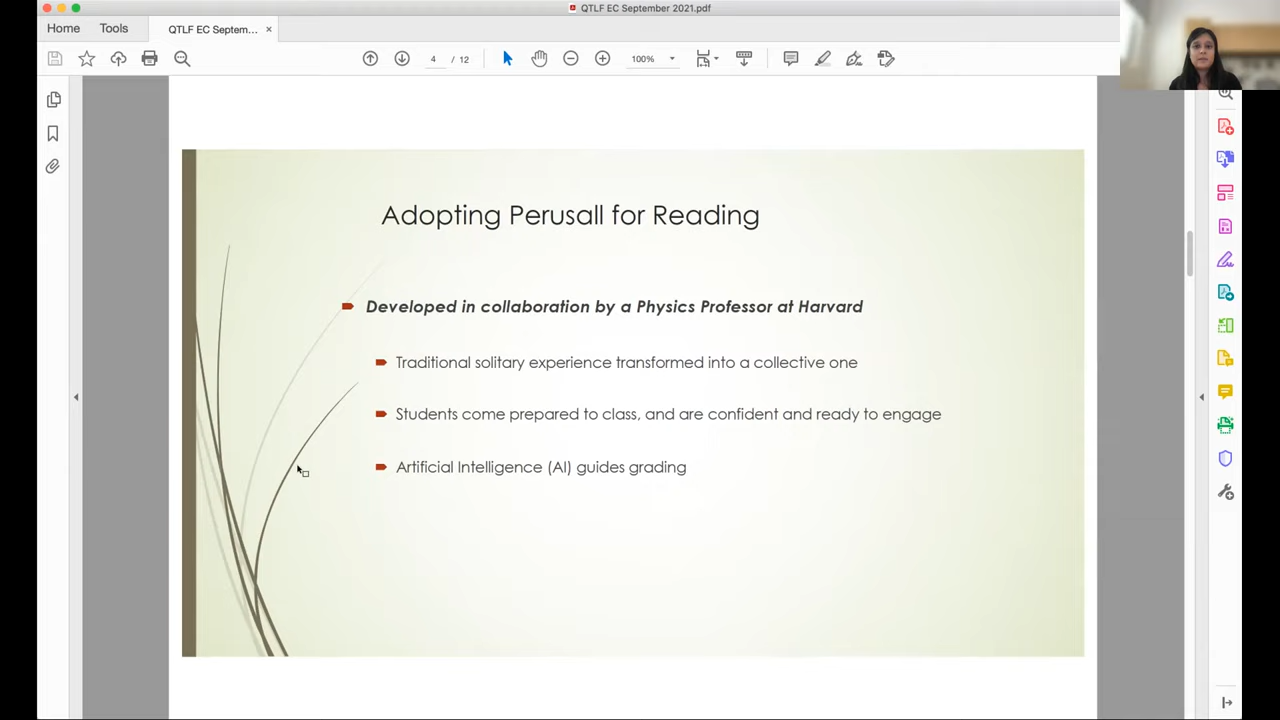 QTLF EC September 2021.pdf
Home
Tools
QTLF EC Septem...
4
/ 12
100%
Adopting Perusall for Reading
Developed in collaboration by a Physics Professor at Harvard
Traditional solitary experience transformed into a collective one
Students come prepared to class, and are confident and ready to engage
Artificial Intelligence (AI) guides grading